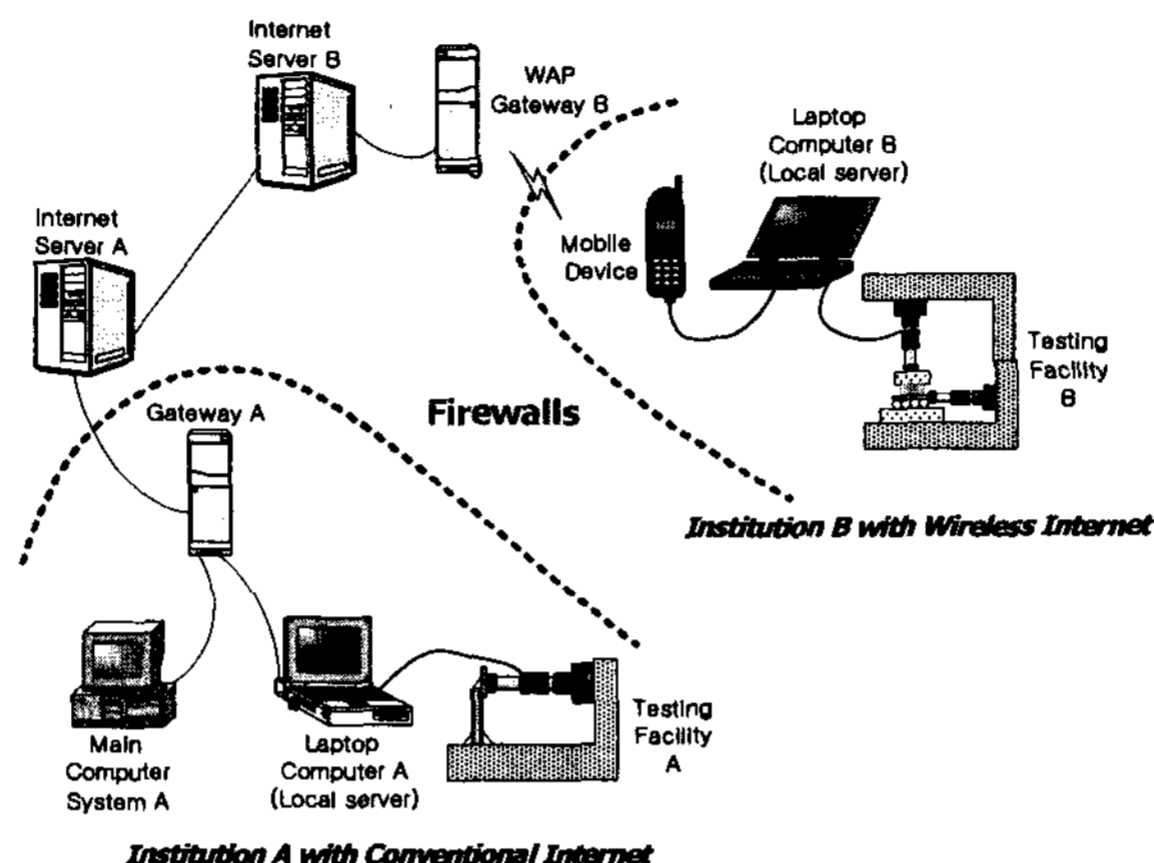 Internet
Server B
WAP
Gateway B
Laptop
Computer B
(Local server)
Internet
Server A
Mobile
Device
Testing
Facility
B
Gateway A
Firewalls
Institution B with Wireless Internet
Main
Computer
System A
Laptop
Computer A
(Local server)
Testing
Facility
A
Institution A with Conventional Internet